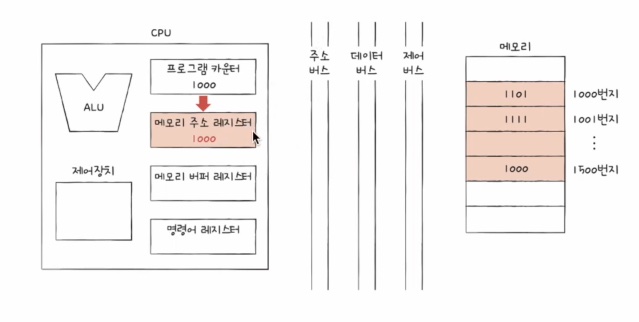 CPU
프로그램 카운터
1000
ALU
메모리 주소 레지스터
1000
제어장치
메모리 버퍼 레지스터
명령어 레지스터
주소
버스
데이터
버스
제어
버스
메모리
1101
1000번지
1111
1001번지
⋮
1000
1500번지